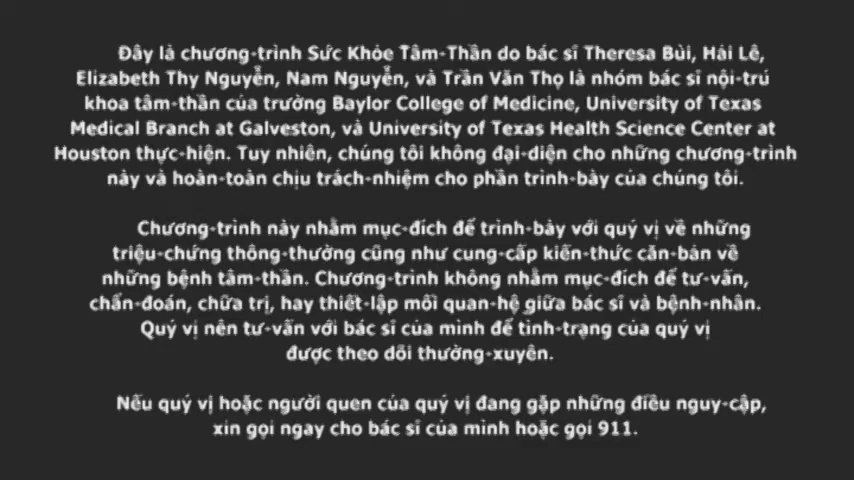 Đây là chương-trình Sức Khỏe Tâm-Thần do bác sĩ Theresa Bùi, Hải Lê,
Elizabeth Thy Nguyễn, Nam Nguyễn, và Trần Văn Thọ là nhóm bác sĩ nội-trú
khoa tâm-thần của trường Baylor College of Medicine, University of Texas
Medical Branch at Galveston, và University of Texas Health Science Center at
Houston thực-hiện. Tuy nhiên, chúng tôi không đại-diện cho những chương-trình
này và hoàn-toàn chịu trách-nhiệm cho phần trình-bày của chúng tôi.
Chương-trình này nhằm mục-đích để trình-bày với quý vị về những
triệu-chứng thông-thường cũng như cung-cấp kiến-thức căn-bản về
những bệnh tâm-thần. Chương-trình không nhằm mục-đích để tư-vấn,
chẩn-đoán, chữa trị, hay thiết-lập mối quan-hệ giữa bác sĩ và bệnh-nhân.
Quý vị nên tư-vấn với bác sĩ của mình để tình-trạng của quý vị
được theo dõi thường-xuyên.
Nếu quý vị hoặc người quen của quý vị đang gặp những điều nguy-cập,
xin gọi ngay cho bác sĩ của mình hoặc gọi 911.